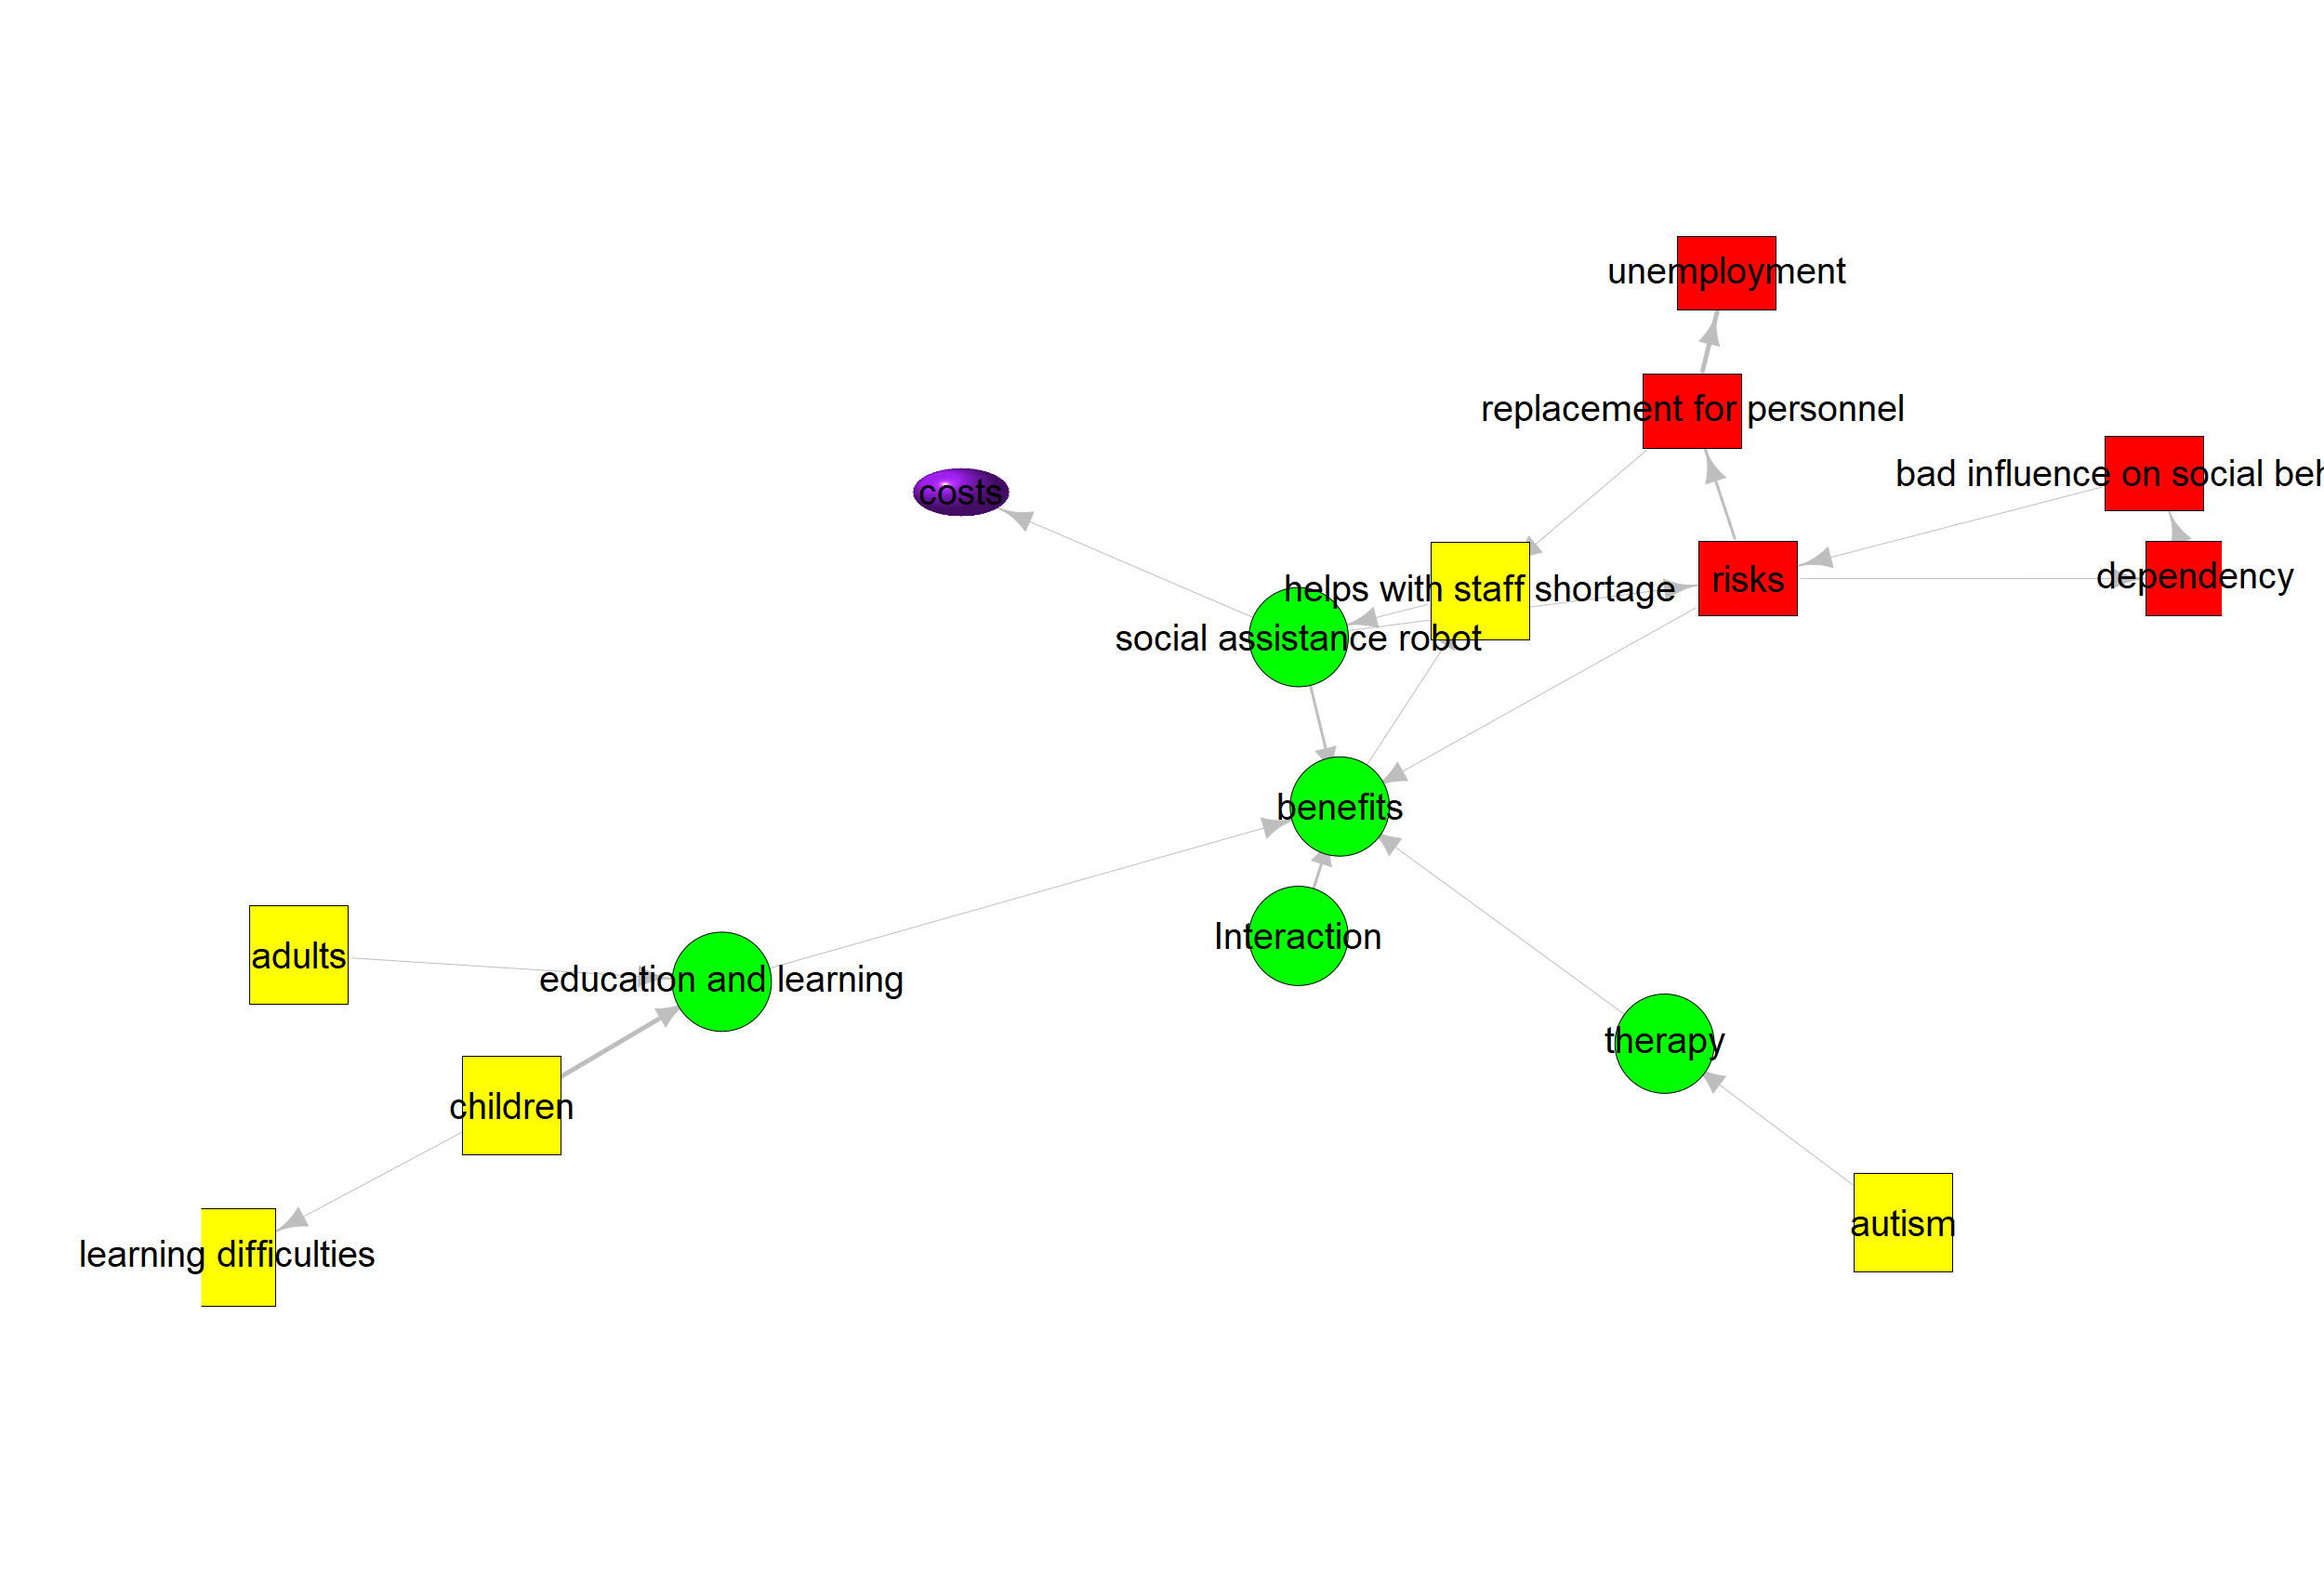 unemployment
replacement for personnel
bad influence on social beh
costs
helps with staff shortage
risks
dependency
social assistance robot
benefits
Interaction
adults
education and learning
therapy
children
autism
learning difficulties